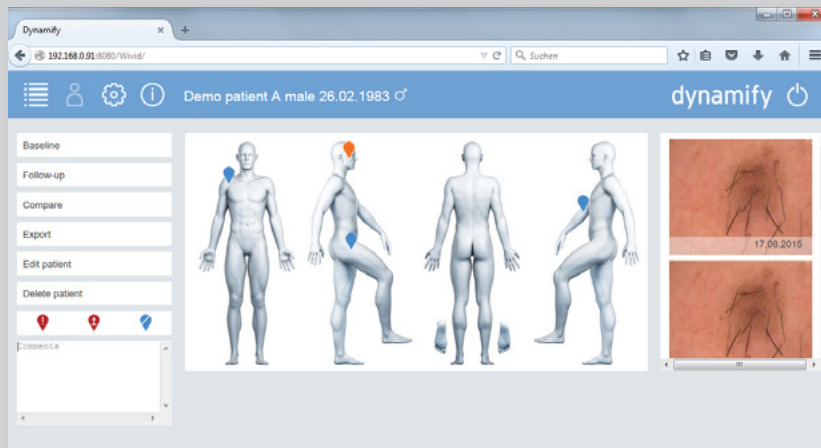 Dynamify
192.168.0.91:8080/Wivid/
Suchen
Demo patient A male 26.02.1983 ♂
dynamify
Baseline
Follow-up
Compare
Export
Edit patient
Delete patient
Comments
17.08.2015